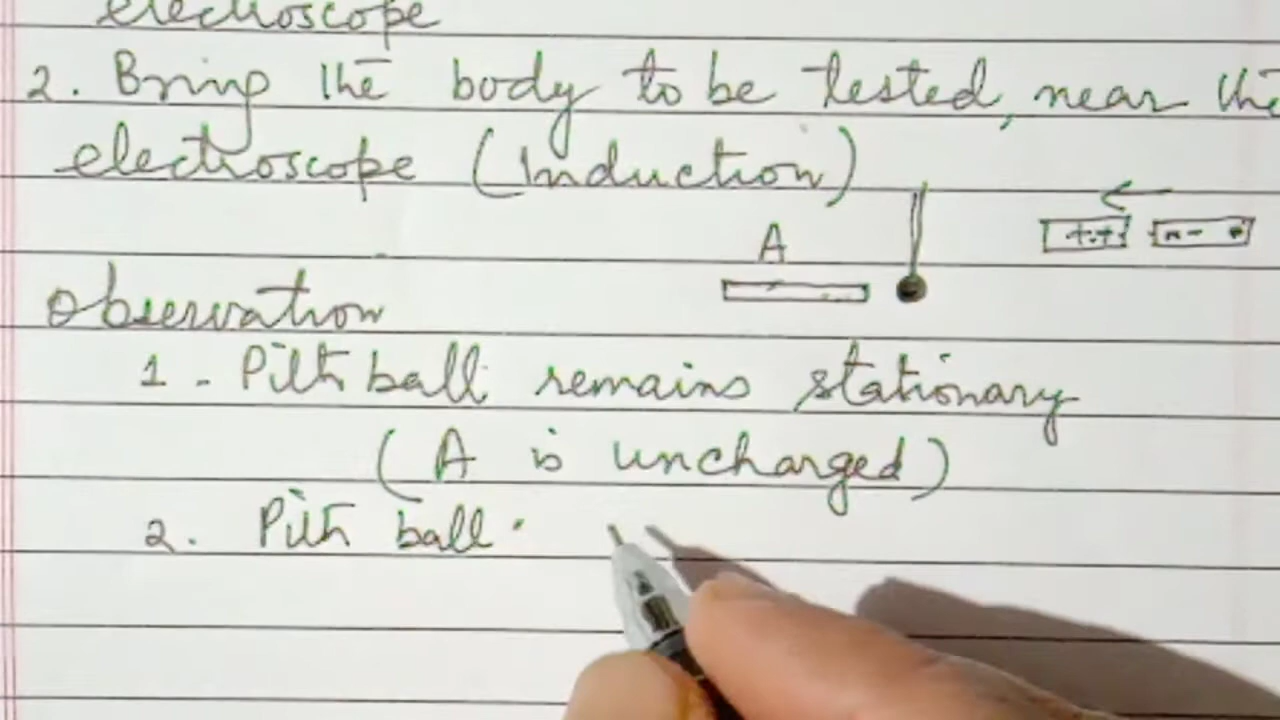 electroscope
2. Bring the body to be tested, near the
electroscope (Induction)
A
++
- +
Observation
1 - Pith ball remains stationary
(A is uncharged)
2. Pith ball